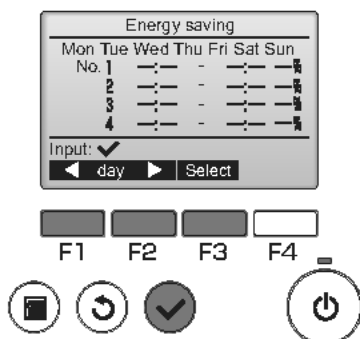 Energy saving
Mon Tue Wed Thu Fri Sat Sun
No. 1 --:-- - --:-- --%
2 --:-- - --:-- --%
3 --:-- - --:-- --%
4 --:-- - --:-- --%
Input: ✓
◀ day ▶ Select
F1 F2 F3 F4